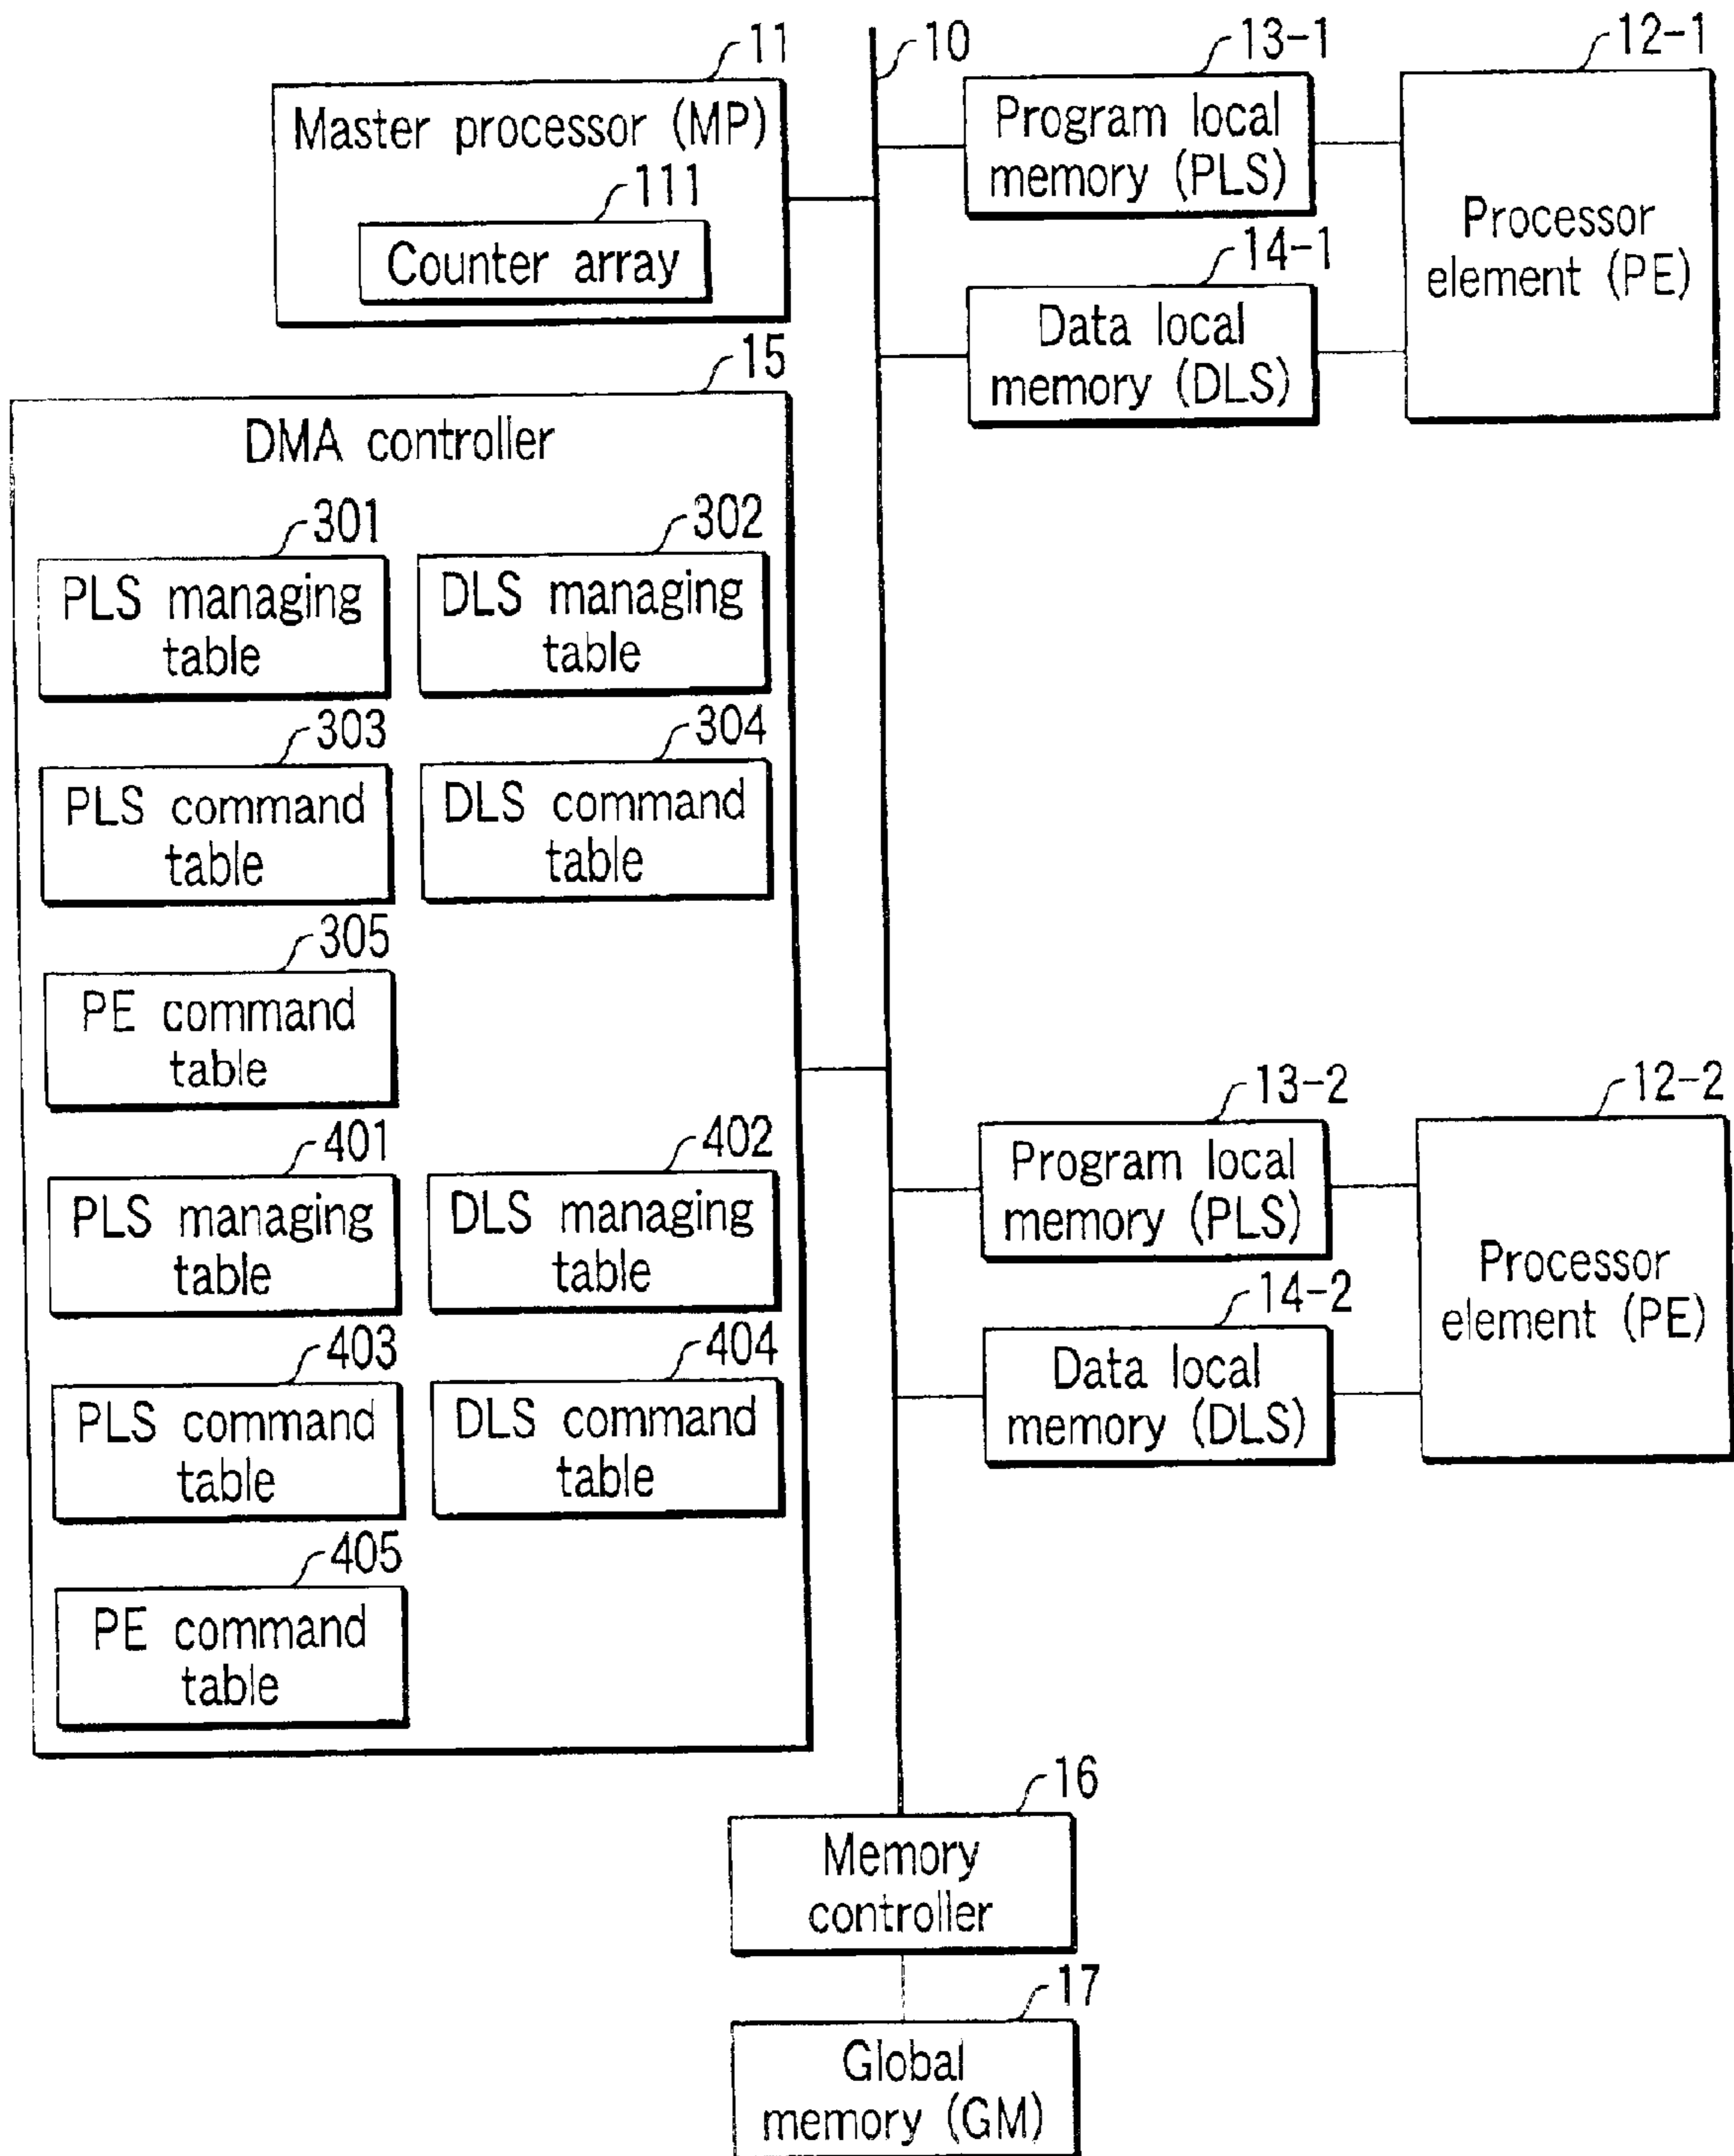 11
Master processor (MP)
111
Counter array
10
13-1
Program local
memory (PLS)
12-1
Processor
element (PE)
14-1
Data local
memory (DLS)
15
DMA controller
301
PLS managing
table
302
DLS managing
table
303
PLS command
table
304
DLS command
table
305
PE command
table
401
PLS managing
table
402
DLS managing
table
403
PLS command
table
404
DLS command
table
405
PE command
table
13-2
Program local
memory (PLS)
12-2
Processor
element (PE)
14-2
Data local
memory (DLS)
16
Memory
controller
17
Global
memory (GM)